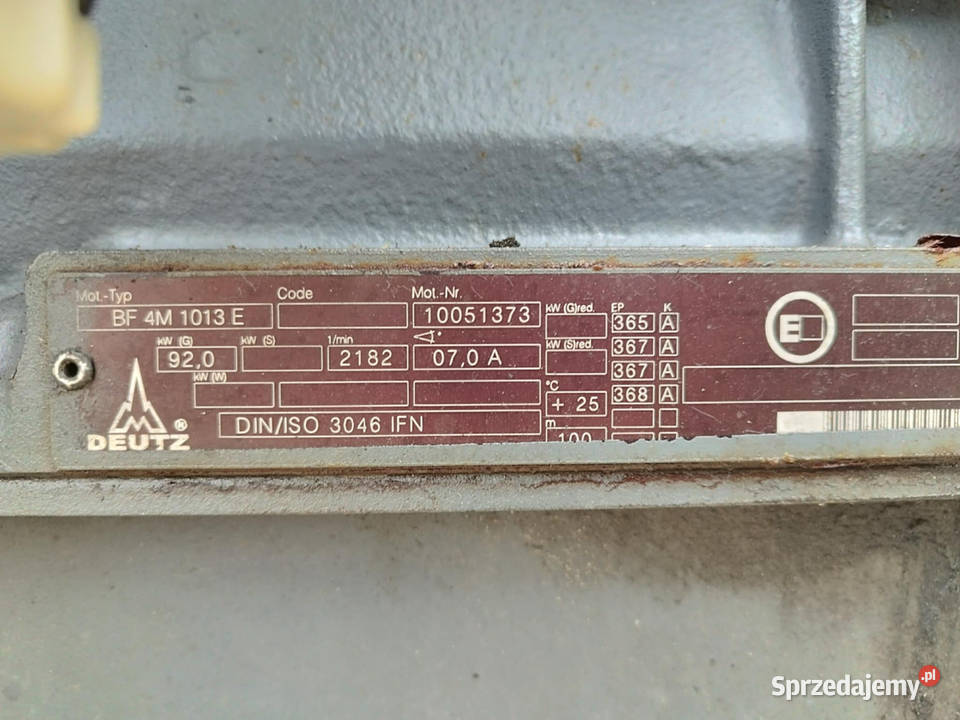 Mot.-Typ Code Mot.-Nr.
BF 4M 1013 E 10051373
kW (G) kW (S) 1/min
92,0 2182 07,0 A
kW (W)
DIN/ISO 3046 IFN
DEUTZ ®
kW (G)red.
kW (S)red.
°C
+ 25
m
100
EP K
365 A
367 A
367 A
368 A
E
Sprzedajemy.pl